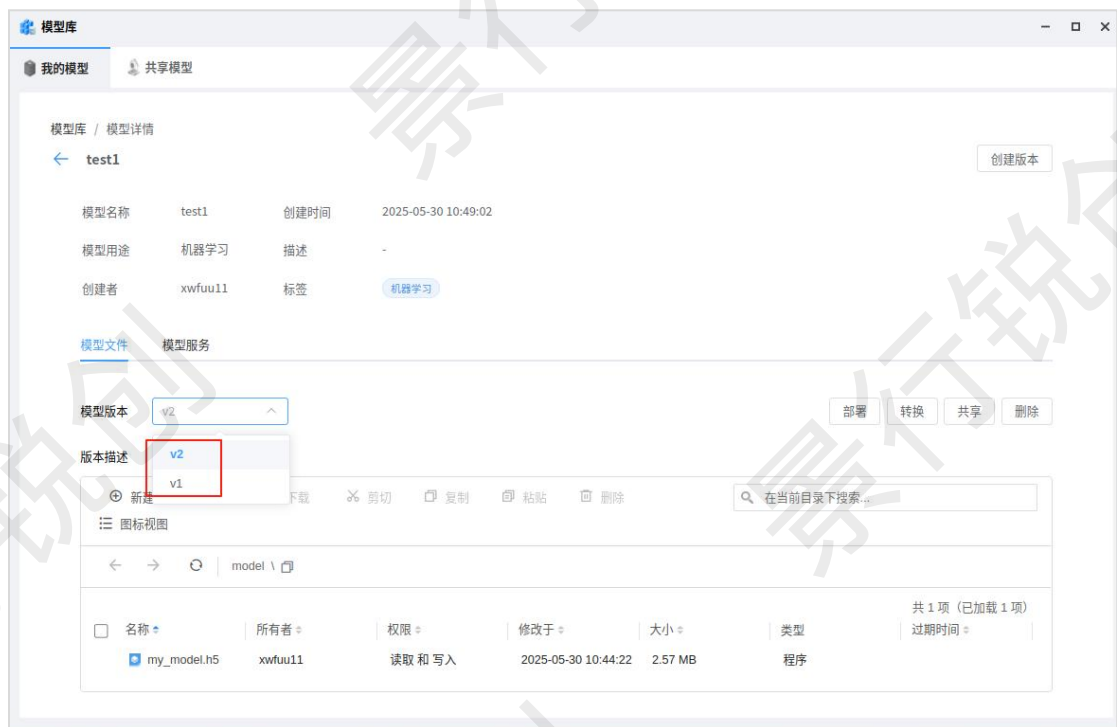 模型库
我的模型 共享模型
模型库 / 模型详情
test1 创建版本
模型名称 test1 创建时间 2025-05-30 10:49:02
模型用途 机器学习 描述 -
创建者 xwfuu11 标签 机器学习
模型文件 模型服务
模型版本 v2 部署 转换 共享 删除
版本描述 v2
v1
新建 下载 剪切 复制 粘贴 删除 在当前目录下搜索...
图标视图
model \
共 1 项（已加载 1 项）
名称 所有者 权限 修改于 大小 类型 过期时间
my_model.h5 xwfuu11 读取 和 写入 2025-05-30 10:44:22 2.57 MB 程序
景行锐创